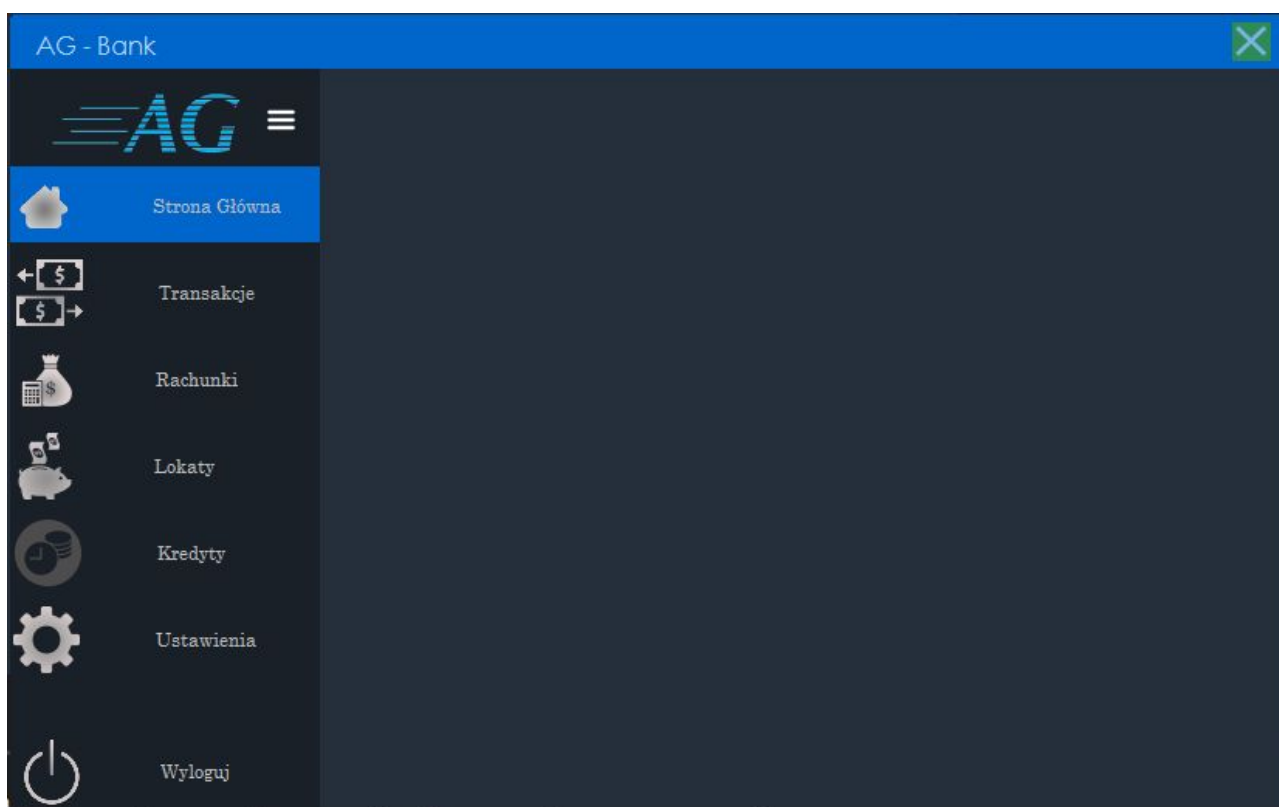 AG - Bank
AG
Strona Główna
Transakcje
Rachunki
Lokaty
Kredyty
Ustawienia
Wyloguj